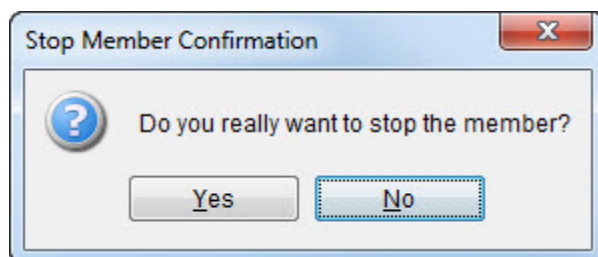 Stop Member Confirmation
Do you really want to stop the member?
Yes No